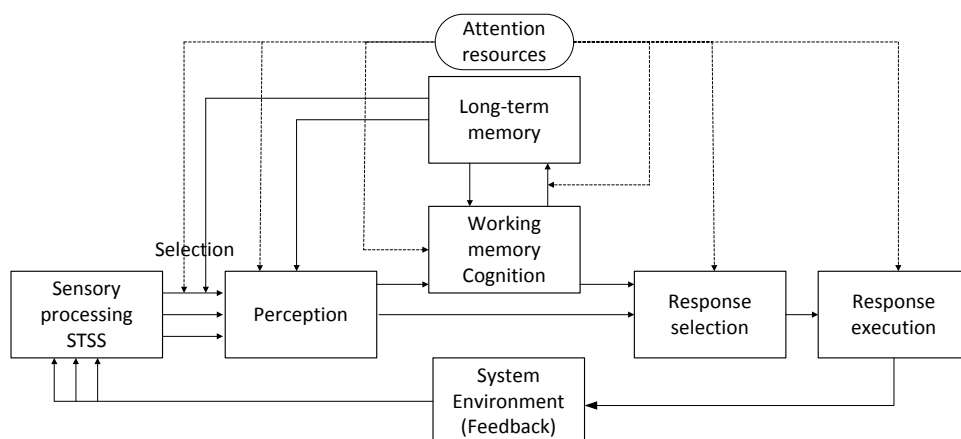 Attention
resources
Long-term
memory
Working
memory
Cognition
Selection
Sensory
processing
STSS
Perception
Response
selection
Response
execution
System
Environment
(Feedback)